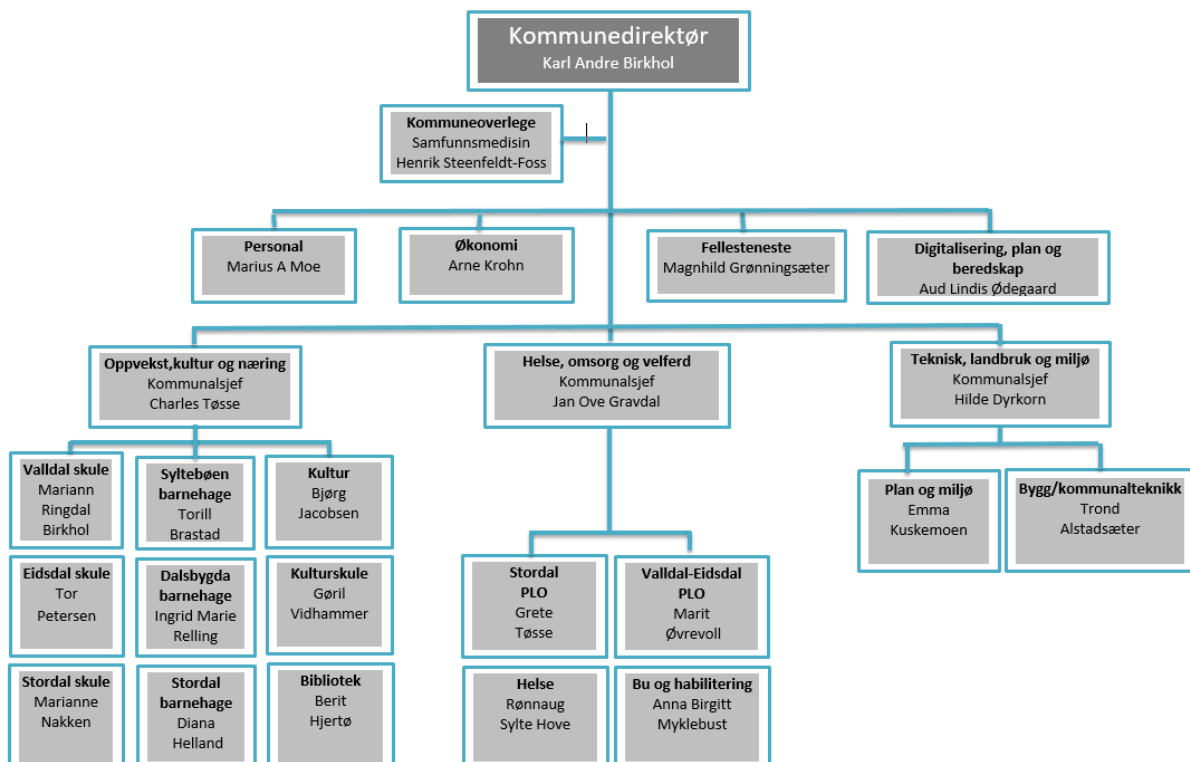 Kommunedirektør
Karl Andre Birkhol
Kommuneoverlege
Samfunnsmedisin
Henrik Steenfeldt-Foss
Personal
Marius A Moe
Økonomi
Arne Krohn
Fellesteneste
Magnhild Grønningsæter
Digitalisering, plan og
beredskap
Aud Lindis Ødegaard
Oppvekst,kultur og næring
Kommunalsjef
Charles Tøsse
Helse, omsorg og velferd
Kommunalsjef
Jan Ove Gravdal
Teknisk, landbruk og miljø
Kommunalsjef
Hilde Dyrkorn
Valldal skule
Mariann
Ringdal
Birkhol
Syltebøen
barnehage
Torill
Brastad
Kultur
Bjørg
Jacobsen
Plan og miljø
Emma
Kuskemoen
Bygg/kommunalteknikk
Trond
Alstadsæter
Eidsdal skule
Tor
Petersen
Dalsbygda
barnehage
Ingrid Marie
Relling
Kulturskule
Gøril
Vidhammer
Stordal
PLO
Grete
Tøsse
Valldal-Eidsdal
PLO
Marit
Øvrevoll
Stordal skule
Marianne
Nakken
Stordal
barnehage
Diana
Helland
Bibliotek
Berit
Hjertø
Helse
Rønnaug
Sylte Hove
Bu og habilitering
Anna Birgitt
Myklebust